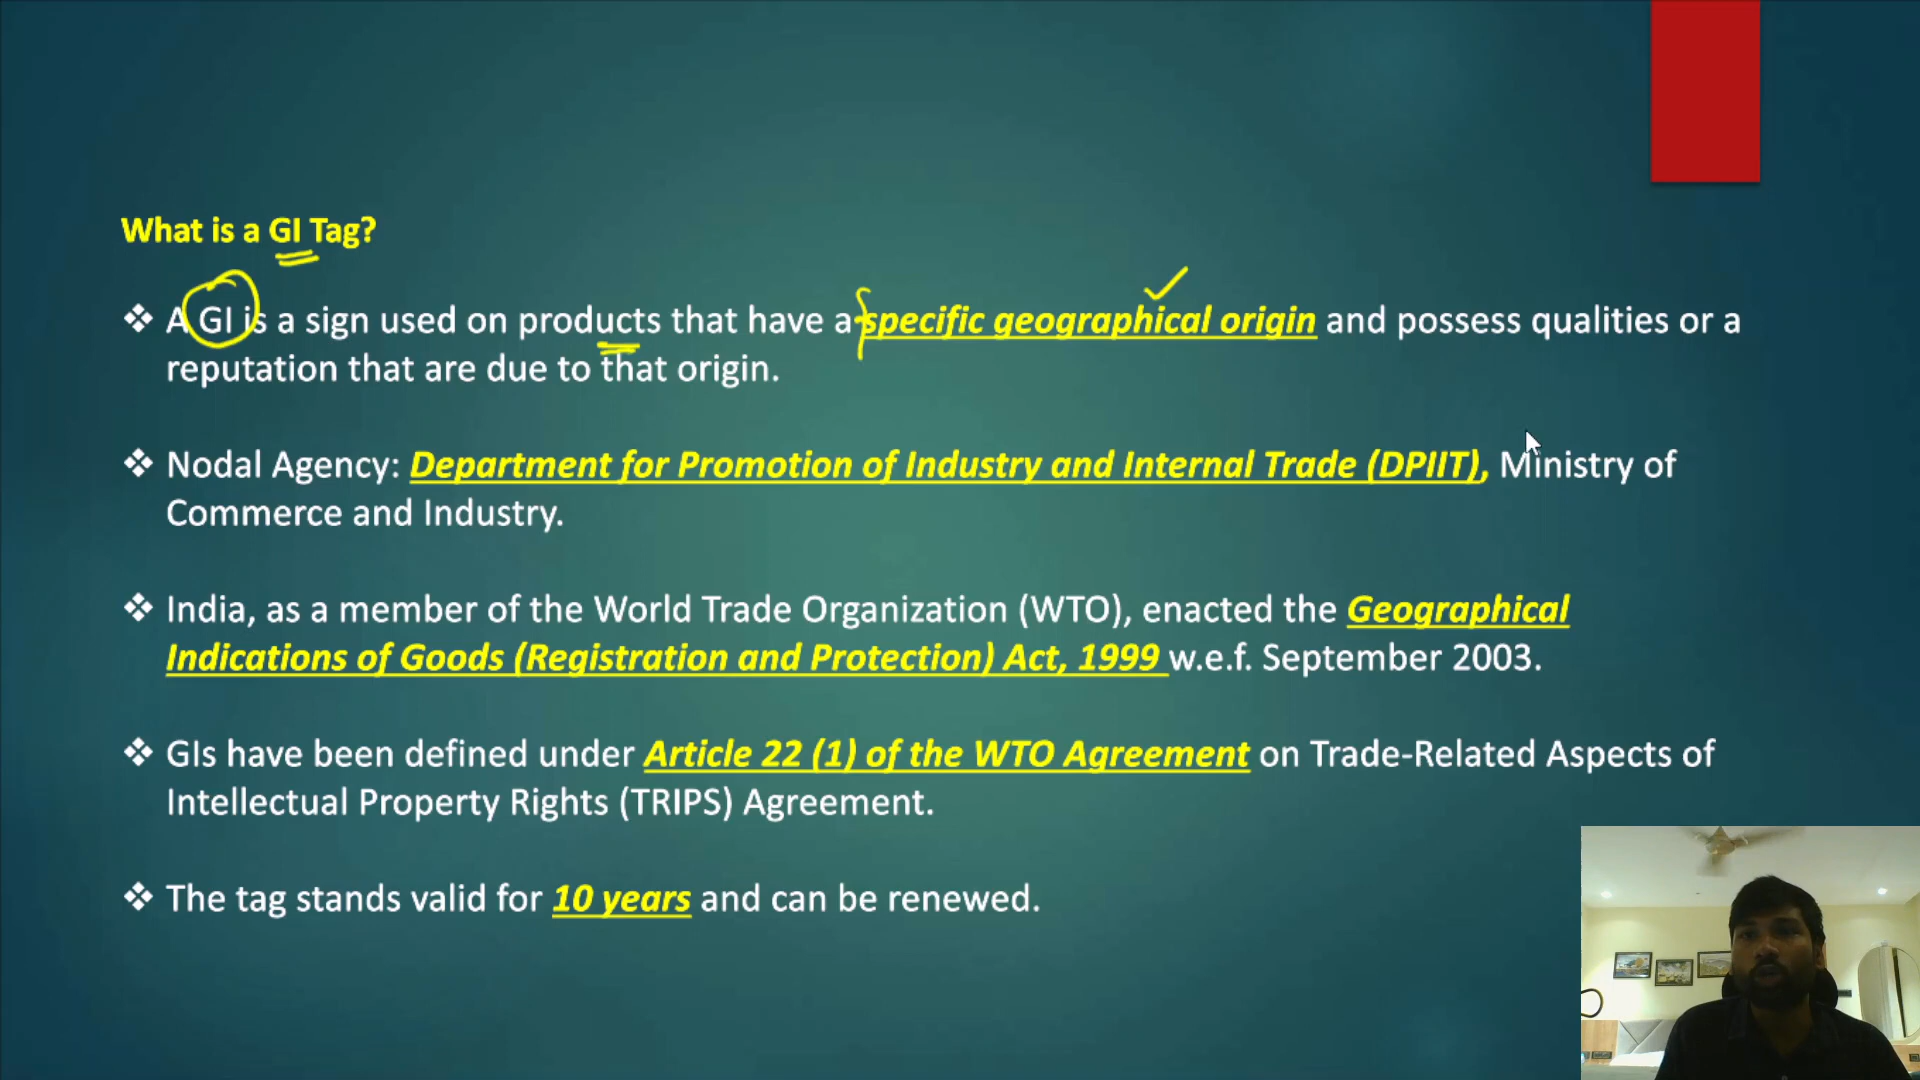 What is a GI Tag?
❖ A GI is a sign used on products that have a specific geographical origin and possess qualities or a
reputation that are due to that origin.
❖ Nodal Agency: Department for Promotion of Industry and Internal Trade (DPIIT), Ministry of
Commerce and Industry.
❖ India, as a member of the World Trade Organization (WTO), enacted the Geographical
Indications of Goods (Registration and Protection) Act, 1999 w.e.f. September 2003.
❖ GIs have been defined under Article 22 (1) of the WTO Agreement on Trade-Related Aspects of
Intellectual Property Rights (TRIPS) Agreement.
❖ The tag stands valid for 10 years and can be renewed.